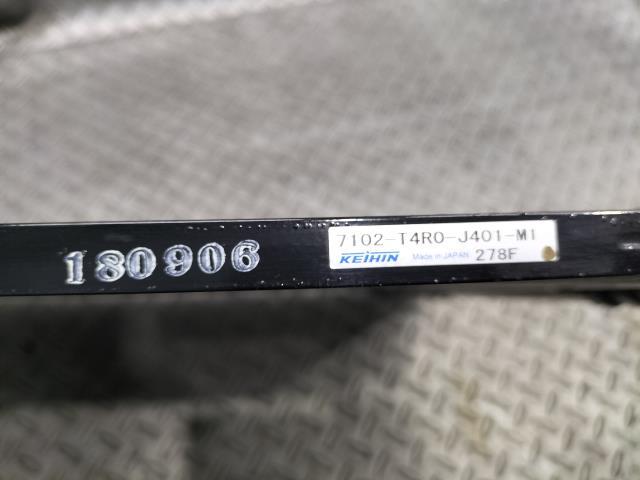 180906
7102-T4R0-J401-M1
KEIHIN Made in JAPAN 278F